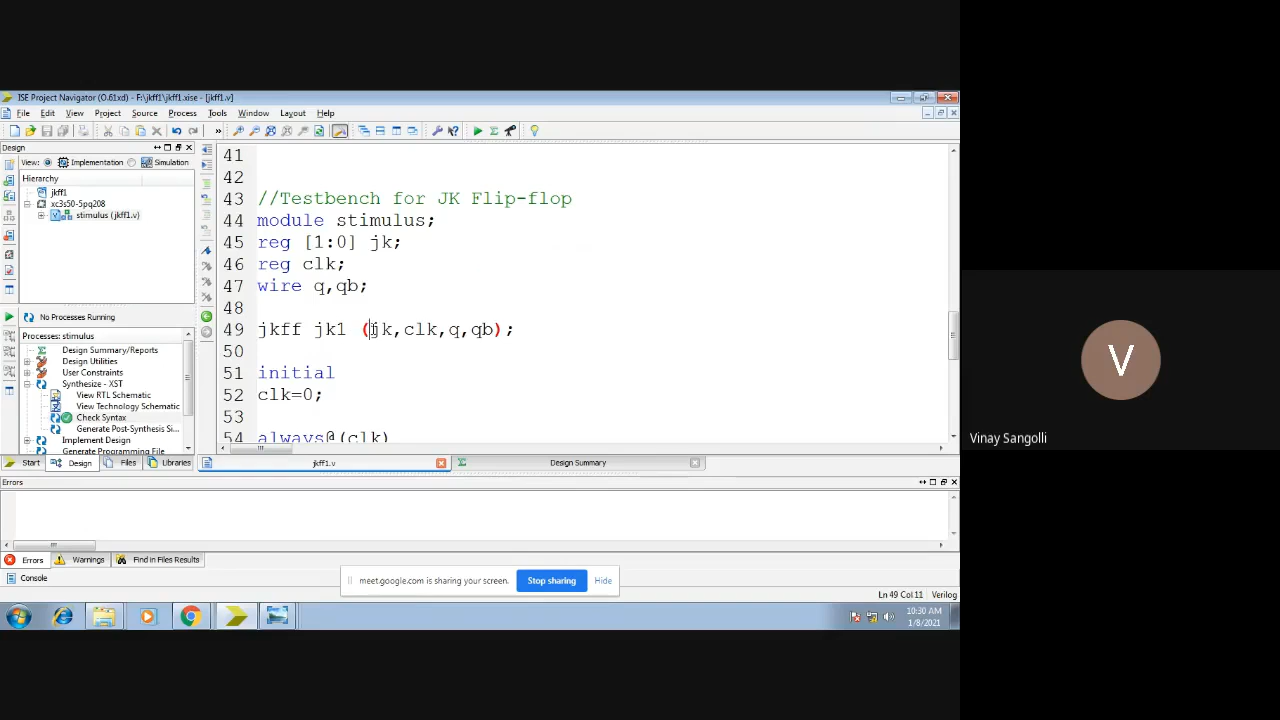 ISE Project Navigator (O.61xd) - F:\jkff1\jkff1.xise - [jkff1.v]
File Edit View Project Source Process Tools Window Layout Help
Design
View: Implementation Simulation
Hierarchy
jkff1
xc3s50-5pq208
stimulus (jkff1.v)
No Processes Running
Processes: stimulus
Design Summary/Reports
Design Utilities
User Constraints
Synthesize - XST
View RTL Schematic
View Technology Schematic
Check Syntax
Generate Post-Synthesis Si...
Implement Design
Generate Programming File
Start Design Files Libraries
41
42
43 //Testbench for JK Flip-flop
44 module stimulus;
45 reg [1:0] jk;
46 reg clk;
47 wire q,qb;
48
49 jkff jk1 (jk,clk,q,qb);
50
51 initial
52 clk=0;
53
54 always@(clk)
jkff1.v Design Summary
Errors
Errors Warnings Find in Files Results
Console
meet.google.com is sharing your screen. Stop sharing Hide
Ln 49 Col 11 Verilog
10:30 AM
1/8/2021
V
Vinay Sangolli